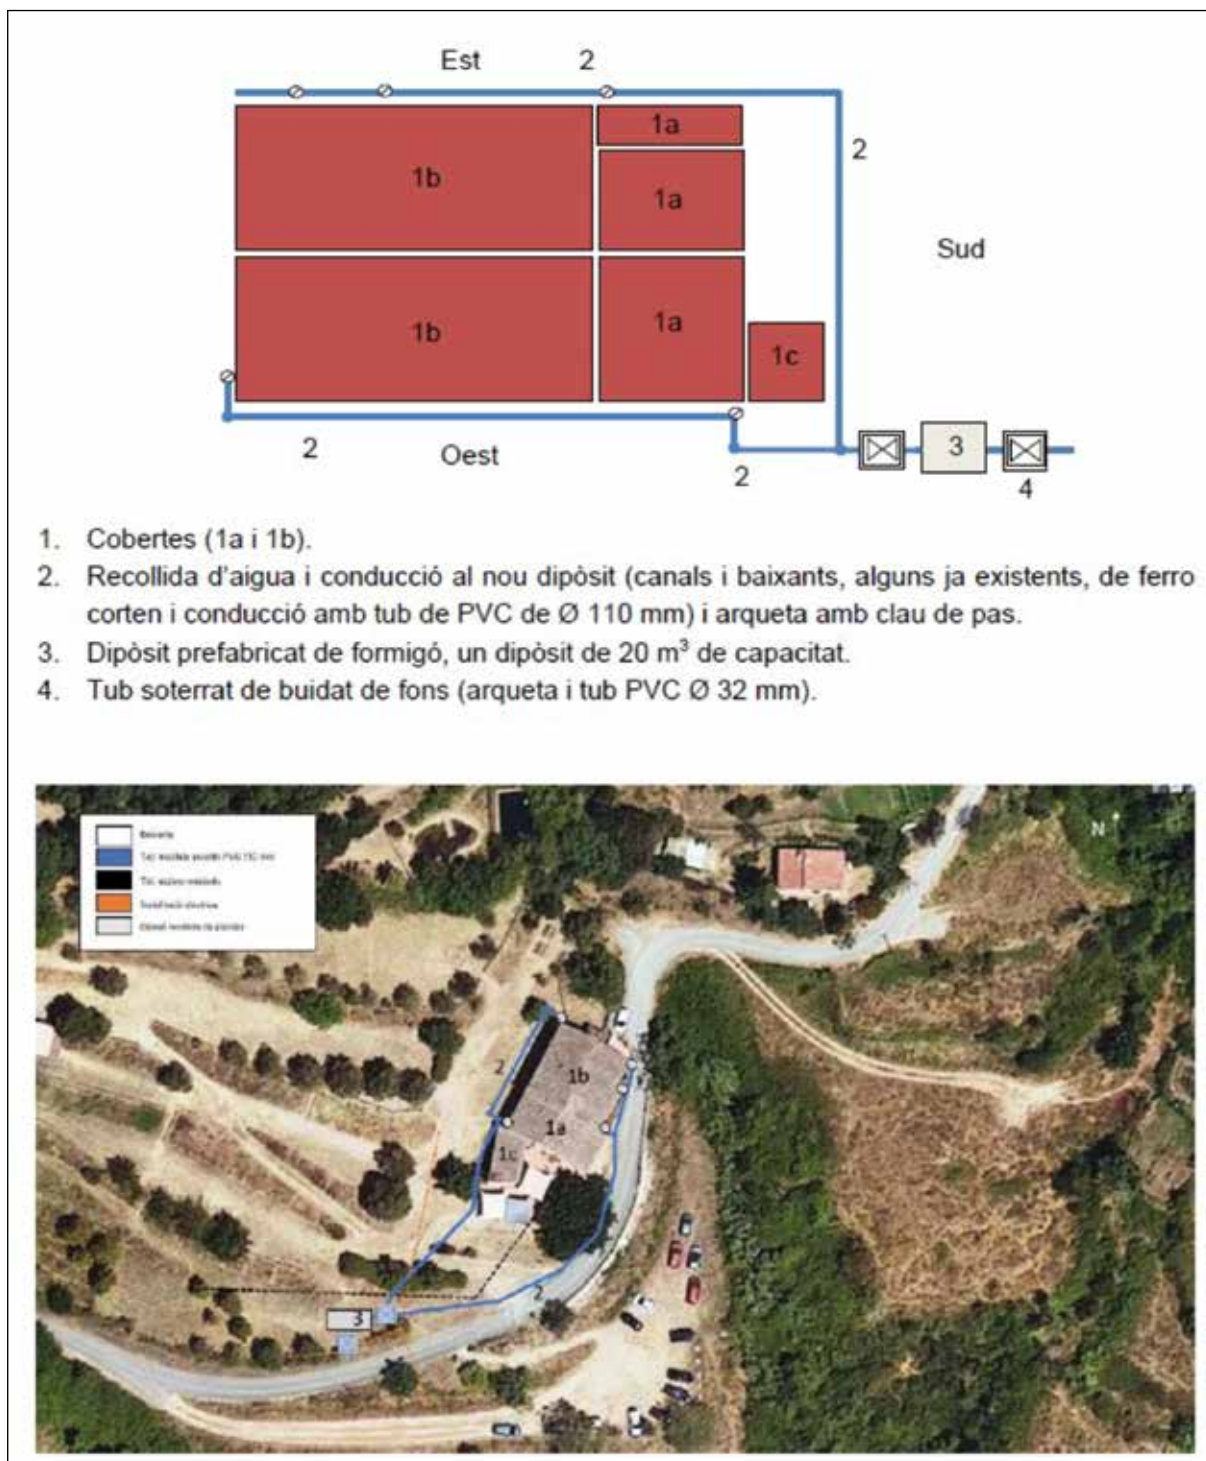 Est 2
1a
2
1b
1a
Sud
1b
1a
1c
2
Oest
3
2
4
1. Cobertes (1a i 1b).
2. Recollida d'aigua i conducció al nou dipòsit (canals i baixants, alguns ja existents, de ferro
corten i conducció amb tub de PVC de Ø 110 mm) i arqueta amb clau de pas.
3. Dipòsit prefabricat de formigó, un dipòsit de 20 m³ de capacitat.
4. Tub soterrat de buidat de fons (arqueta i tub PVC Ø 32 mm).
N
2
1b
1a
1c
2
3